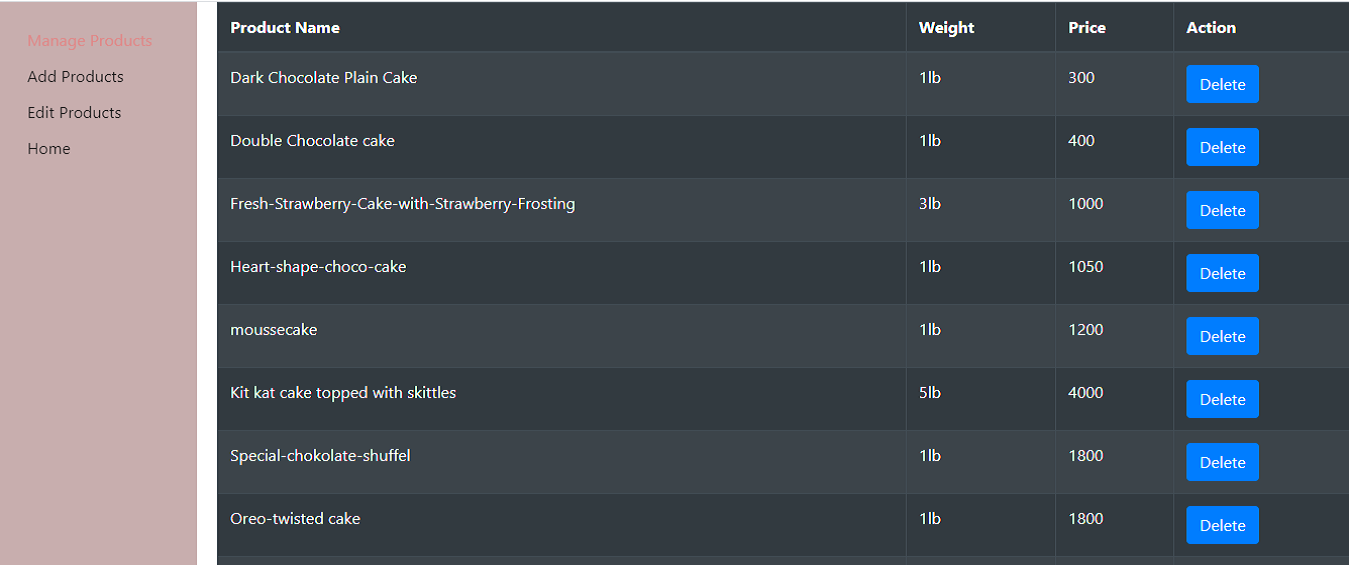 Manage Products
Add Products
Edit Products
Home
Product Name Weight Price Action
Dark Chocolate Plain Cake 1lb 300 Delete
Double Chocolate cake 1lb 400 Delete
Fresh-Strawberry-Cake-with-Strawberry-Frosting 3lb 1000 Delete
Heart-shape-choco-cake 1lb 1050 Delete
moussecake 1lb 1200 Delete
Kit kat cake topped with skittles 5lb 4000 Delete
Special-chokolate-shuffel 1lb 1800 Delete
Oreo-twisted cake 1lb 1800 Delete